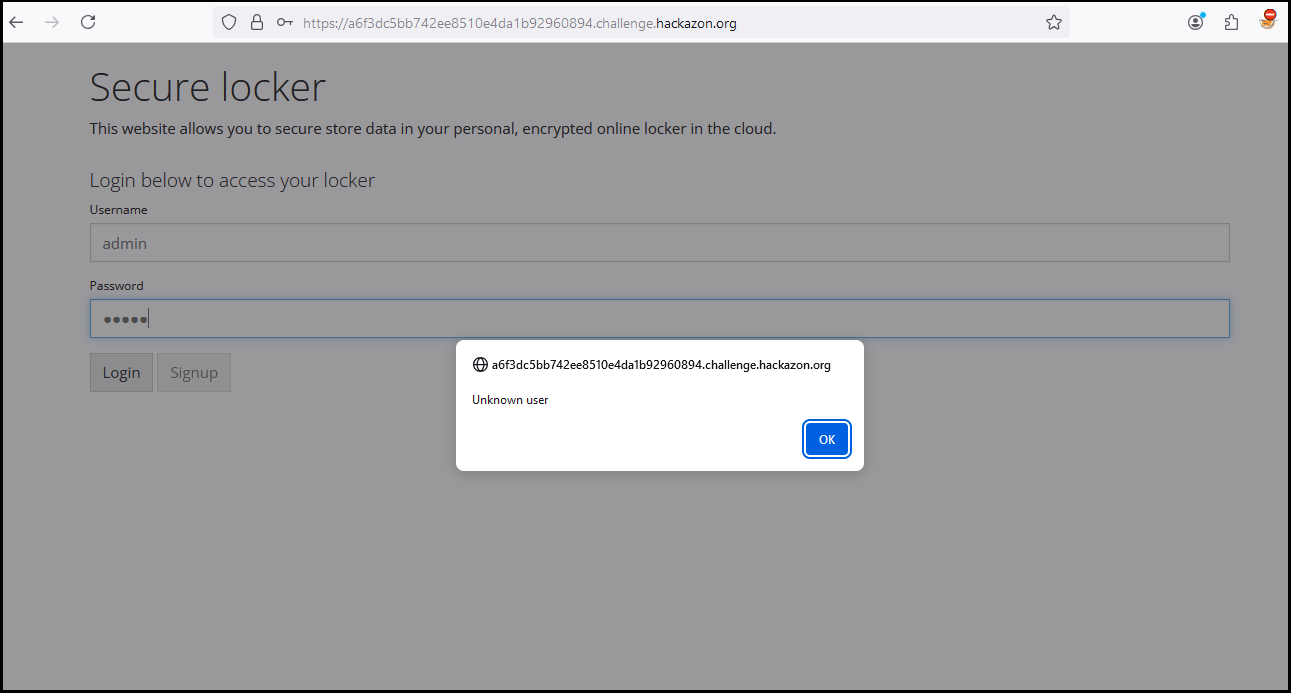 https://a6f3dc5bb742ee8510e4da1b92960894.challenge.hackazon.org
Secure locker
This website allows you to secure store data in your personal, encrypted online locker in the cloud.
Login below to access your locker
Username
admin
Password
●●●●●
Login Signup
a6f3dc5bb742ee8510e4da1b92960894.challenge.hackazon.org
Unknown user
OK